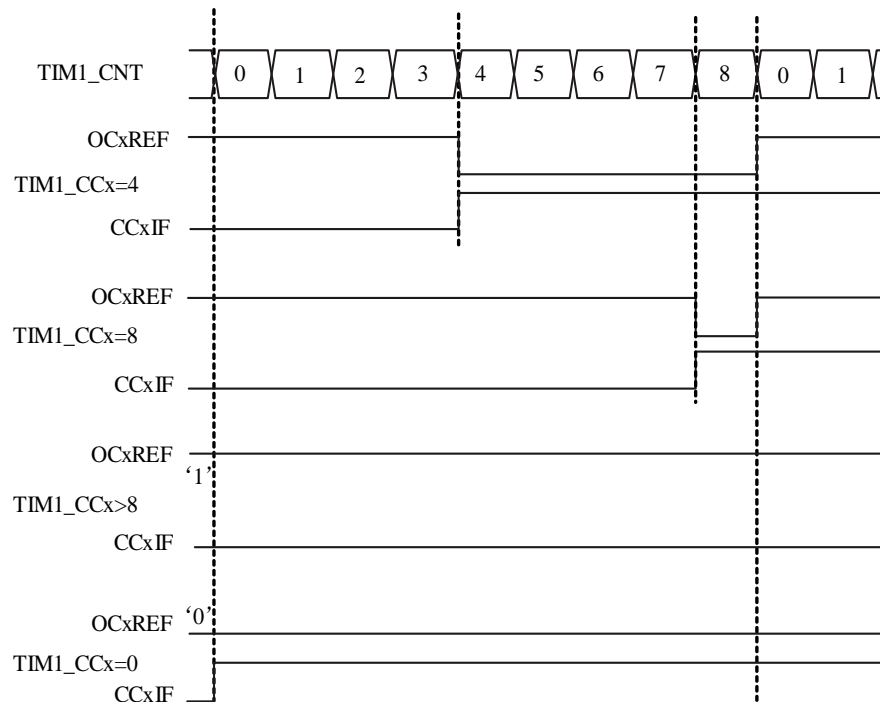 TIM1_CNT 0 1 2 3 4 5 6 7 8 0 1
OCxREF
TIM1_CCx=4
CCxIF
OCxREF
TIM1_CCx=8
CCxIF
OCxREF
‘1’
TIM1_CCx>8
CCxIF
OCxREF ‘0’
TIM1_CCx=0
CCxIF